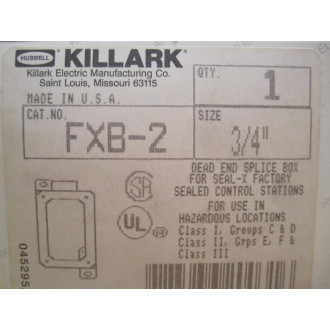 HUBBELL KILLARK®
Killark Electric Manufacturing Co.
Saint Louis, Missouri 63115
MADE IN U.S.A.
QTY. 1
CAT.NO. FXB-2
SIZE 3/4"
DEAD END SPLICE BOX
FOR SEAL-X FACTORY
SEALED CONTROL STATIONS
SA
UL®
FOR USE IN
HAZARDOUS LOCATIONS
Class I, Groups C & D
Class II, Grps E, F &
Class III
045295